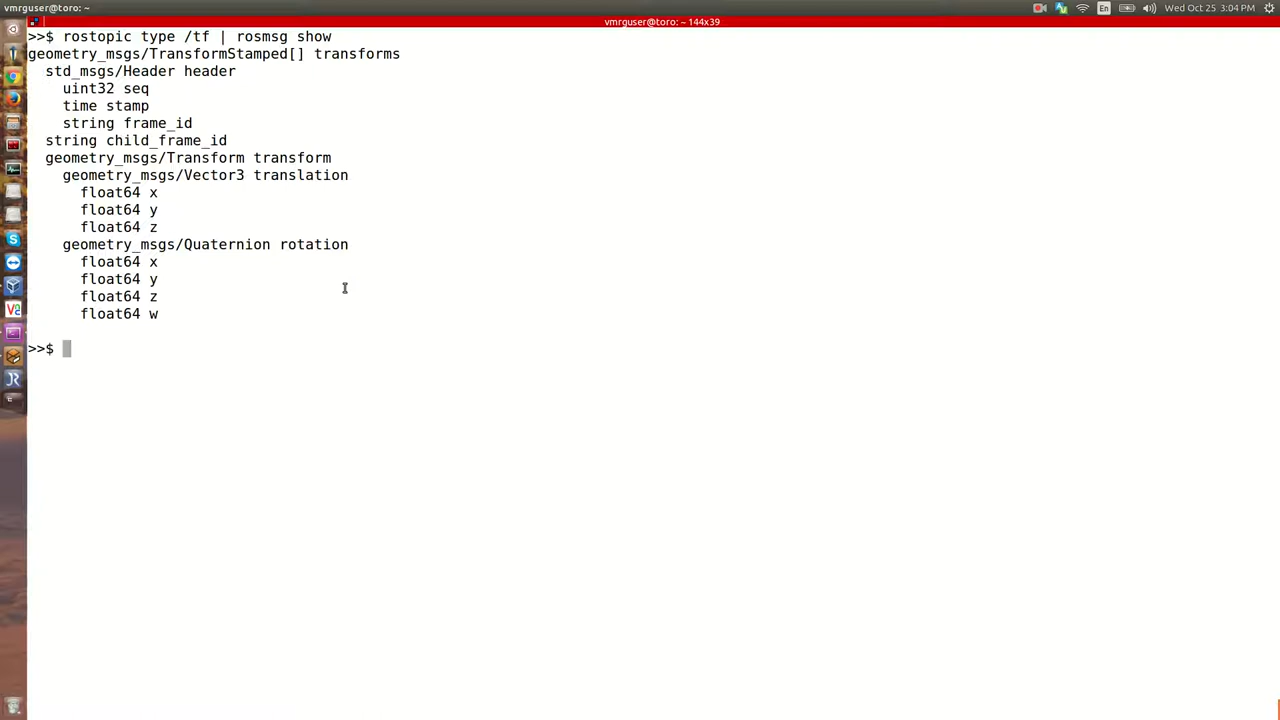 vmrguser@toro: ~
En
Wed Oct 25 3:04 PM
vmrguser@toro: ~ 144x39
>>$ rostopic type /tf | rosmsg show
geometry_msgs/TransformStamped[] transforms
  std_msgs/Header header
    uint32 seq
    time stamp
    string frame_id
  string child_frame_id
  geometry_msgs/Transform transform
    geometry_msgs/Vector3 translation
      float64 x
      float64 y
      float64 z
    geometry_msgs/Quaternion rotation
      float64 x
      float64 y
      float64 z
      float64 w
>>$